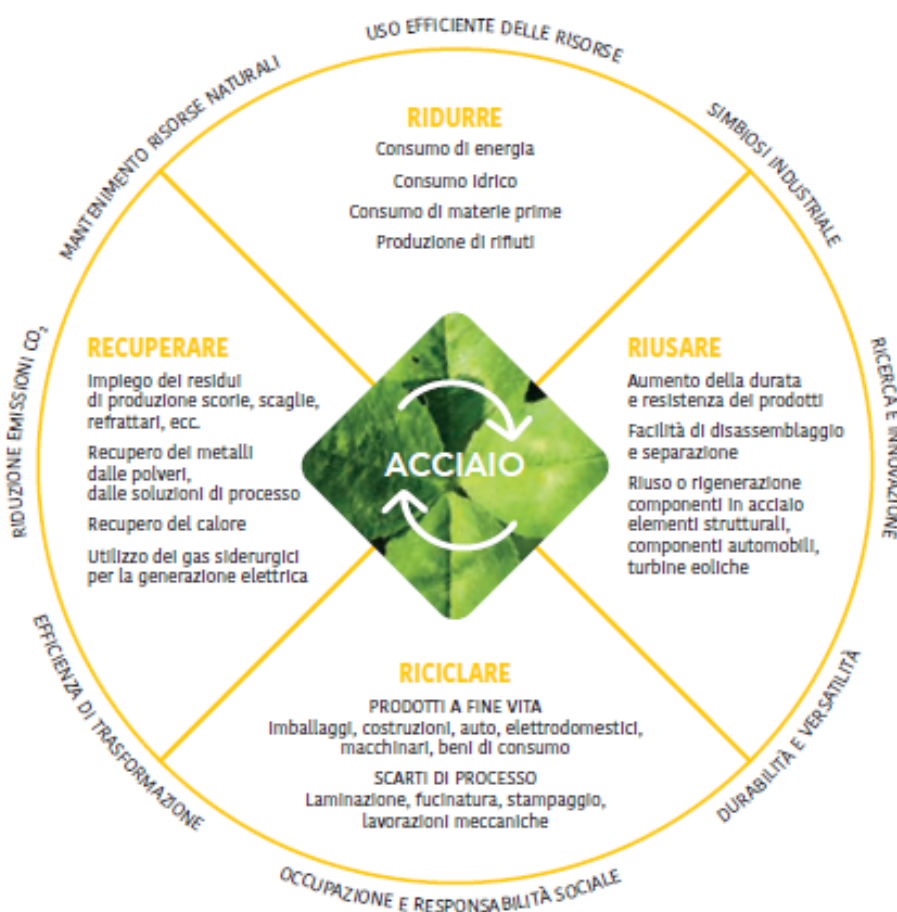 USO EFFICIENTE DELLE RISORSE
SIMBIOSI INDUSTRIALE
RICERCA E INNOVAZIONE
DURABILITÀ E VERSATILITÀ
OCCUPAZIONE E RESPONSABILITÀ SOCIALE
EFFICIENZA DI TRASFORMAZIONE
RIDUZIONE EMISSIONI CO₂
MANTENIMENTO RISORSE NATURALI
RIDURRE
Consumo di energia
Consumo idrico
Consumo di materie prime
Produzione di rifiuti
RECUPERARE
Impiego dei residui
di produzione scorie, scaglie,
refrattari, ecc.
Recupero dei metalli
dalle polveri,
dalle soluzioni di processo
Recupero del calore
Utilizzo dei gas siderurgici
per la generazione elettrica
ACCIAIO
RIUSARE
Aumento della durata
e resistenza dei prodotti
Facilità di disassemblaggio
e separazione
Riuso o rigenerazione
componenti in acciaio
elementi strutturali,
componenti automobili,
turbine eoliche
RICICLARE
PRODOTTI A FINE VITA
Imballaggi, costruzioni, auto, elettrodomestici,
macchinari, beni di consumo
SCARTI DI PROCESSO
Laminazione, fucinatura, stampaggio,
lavorazioni meccaniche